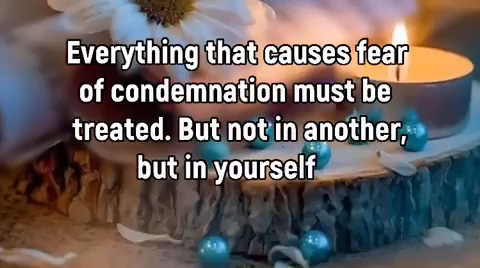 Everything that causes fear
of condemnation must be
treated. But not in another,
but in yourself